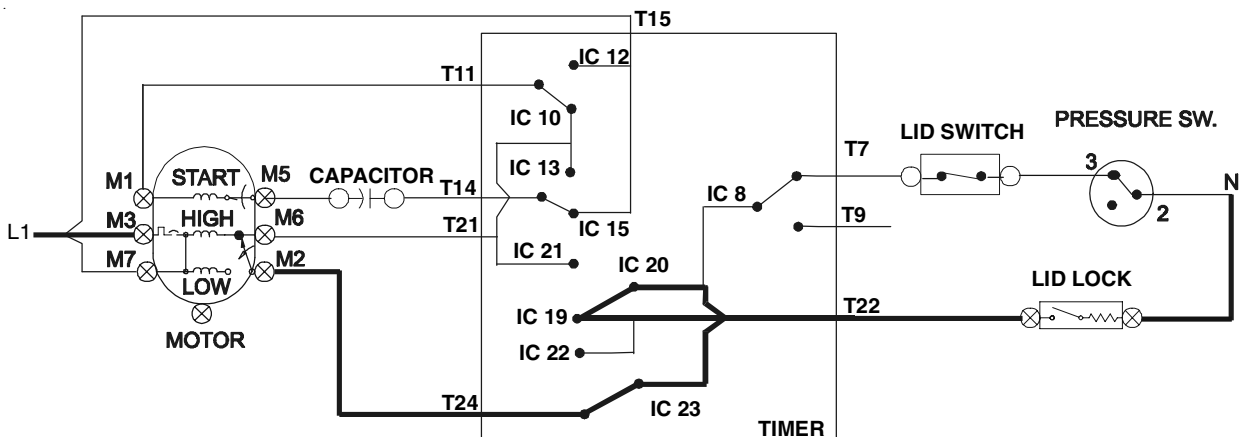 T15
IC 12
T11
IC 10
PRESSURE SW.
LID SWITCH
T7
3
M1
START
M5
CAPACITOR
T14
IC 13
IC 8
N
2
M3
HIGH
M6
T21
IC 15
T9
L1
M7
LOW
M2
IC 21
IC 20
LID LOCK
IC 19
T22
MOTOR
IC 22
T24
IC 23
TIMER